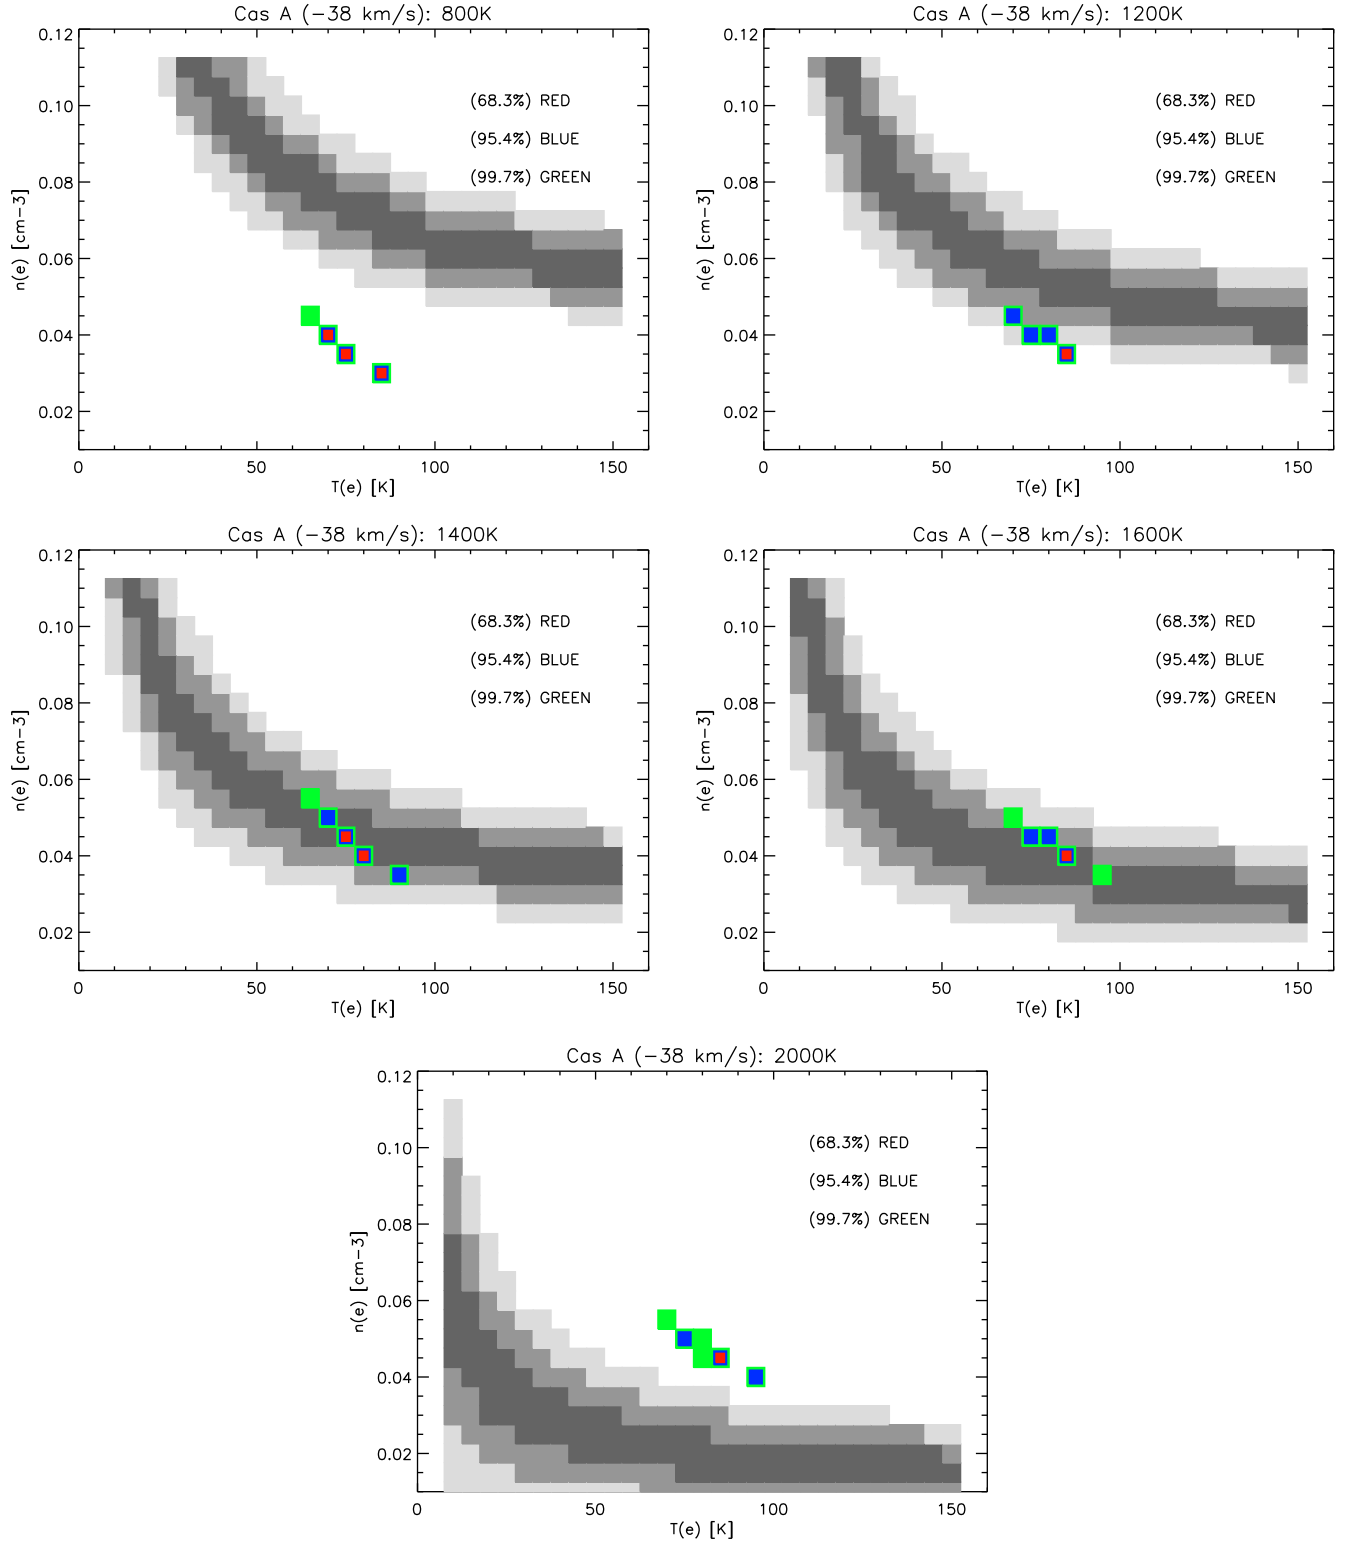 Cas A (−38 km/s): 800K
0.12
0.10
0.08
0.06
0.04
0.02
n(e) [cm−3]
(68.3%) RED
(95.4%) BLUE
(99.7%) GREEN
0 50 100 150
T(e) [K]
Cas A (−38 km/s): 1200K
0.12
0.10
0.08
0.06
0.04
0.02
n(e) [cm−3]
(68.3%) RED
(95.4%) BLUE
(99.7%) GREEN
0 50 100 150
T(e) [K]
Cas A (−38 km/s): 1400K
0.12
0.10
0.08
0.06
0.04
0.02
n(e) [cm−3]
(68.3%) RED
(95.4%) BLUE
(99.7%) GREEN
0 50 100 150
T(e) [K]
Cas A (−38 km/s): 1600K
0.12
0.10
0.08
0.06
0.04
0.02
n(e) [cm−3]
(68.3%) RED
(95.4%) BLUE
(99.7%) GREEN
0 50 100 150
T(e) [K]
Cas A (−38 km/s): 2000K
0.12
0.10
0.08
0.06
0.04
0.02
n(e) [cm−3]
(68.3%) RED
(95.4%) BLUE
(99.7%) GREEN
0 50 100 150
T(e) [K]